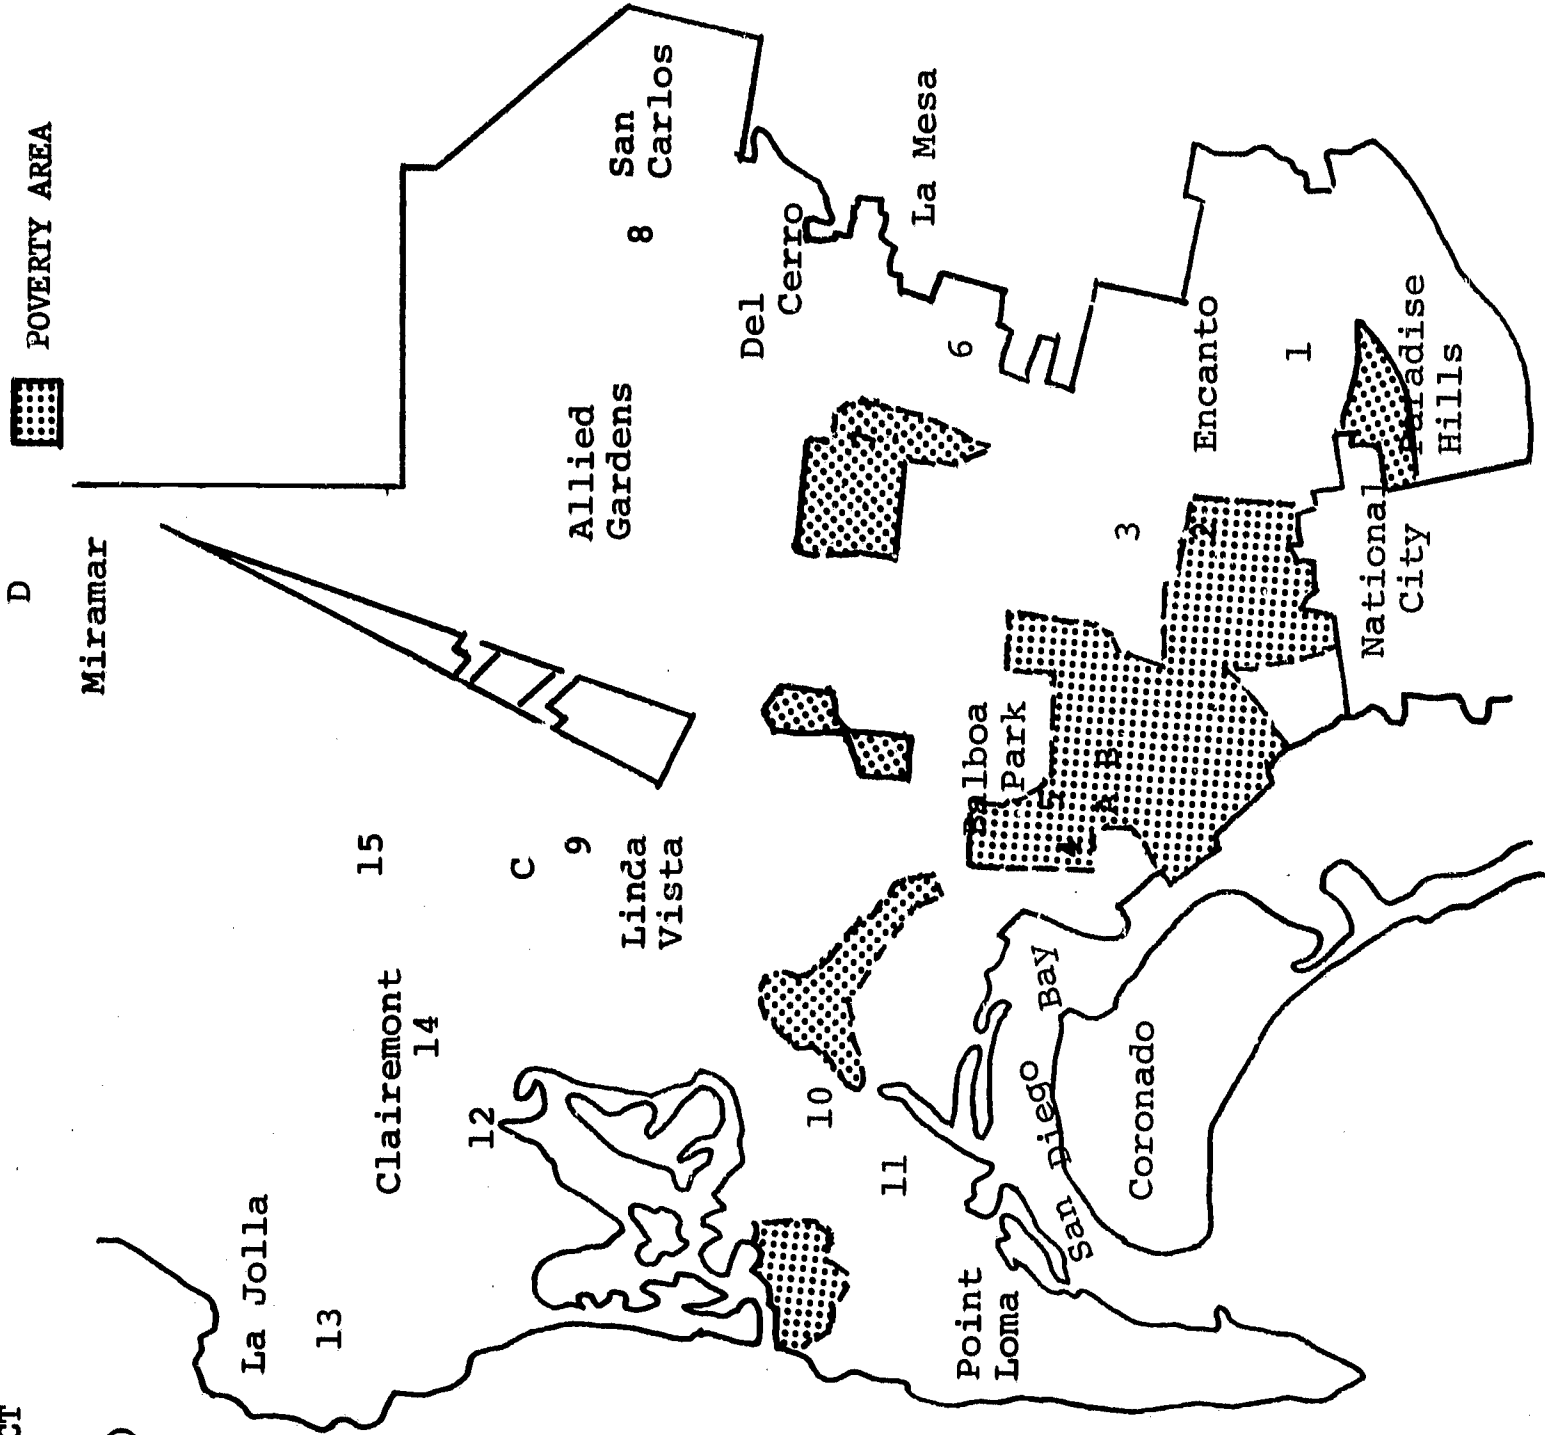 D
POVERTY AREA
CT
Miramar
La Jolla
13
15
Clairemont
14
12
C
9
Linda
Vista
Allied
Gardens
8
San
Carlos
Del
Cerro
10
11
La Mesa
6
Point
Loma
Balboa
Park
San Diego Bay
5
4
A B
3
Coronado
2
Encanto
1
National
City
Paradise
Hills